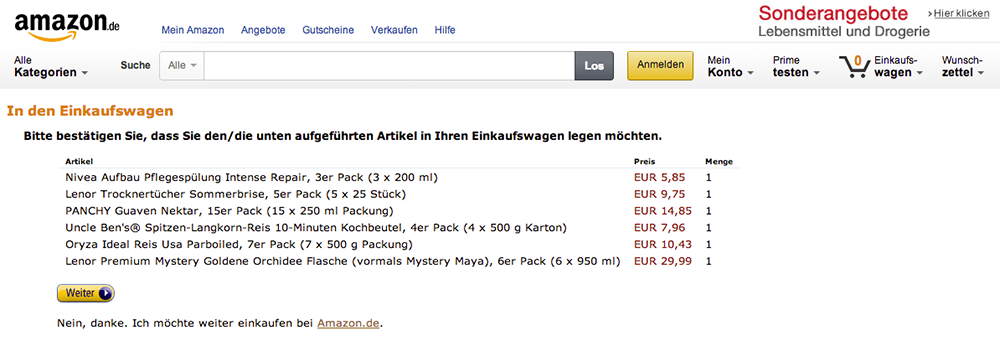 amazon.de
Mein Amazon Angebote Gutscheine Verkaufen Hilfe
Sonderangebote
Lebensmittel und Drogerie
› Hier klicken
Alle
Kategorien
Suche
Alle
Los
Anmelden
Mein
Konto
Prime
testen
0
Einkaufs-
wagen
Wunsch-
zettel
In den Einkaufswagen
Bitte bestätigen Sie, dass Sie den/die unten aufgeführten Artikel in Ihren Einkaufswagen legen möchten.
Artikel Preis Menge
Nivea Aufbau Pflegespülung Intense Repair, 3er Pack (3 x 200 ml) EUR 5,85 1
Lenor Trocknertücher Sommerbrise, 5er Pack (5 x 25 Stück) EUR 9,75 1
PANCHY Guaven Nektar, 15er Pack (15 x 250 ml Packung) EUR 14,85 1
Uncle Ben's® Spitzen-Langkorn-Reis 10-Minuten Kochbeutel, 4er Pack (4 x 500 g Karton) EUR 7,96 1
Oryza Ideal Reis Usa Parboiled, 7er Pack (7 x 500 g Packung) EUR 10,43 1
Lenor Premium Mystery Goldene Orchidee Flasche (vormals Mystery Maya), 6er Pack (6 x 950 ml) EUR 29,99 1
Weiter
Nein, danke. Ich möchte weiter einkaufen bei Amazon.de.